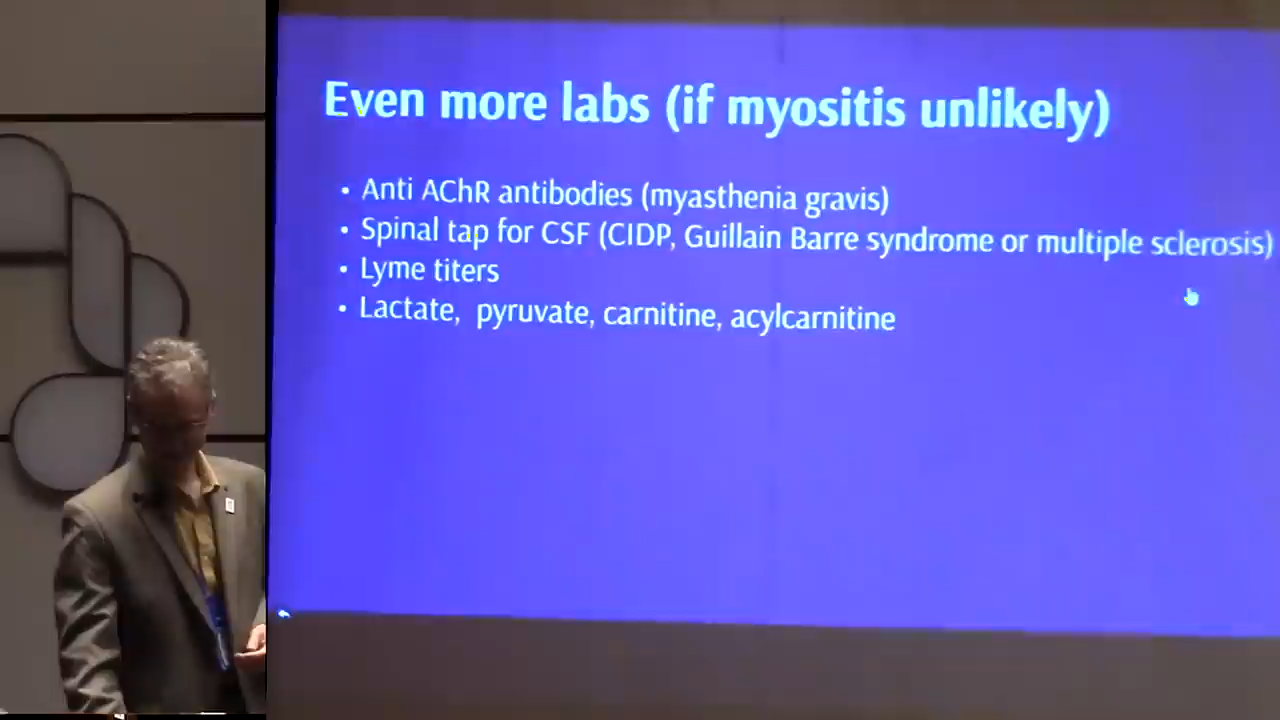 Even more labs (if myositis unlikely)
• Anti AChR antibodies (myasthenia gravis)
• Spinal tap for CSF (CIDP, Guillain Barre syndrome or multiple sclerosis)
• Lyme titers
• Lactate, pyruvate, carnitine, acylcarnitine